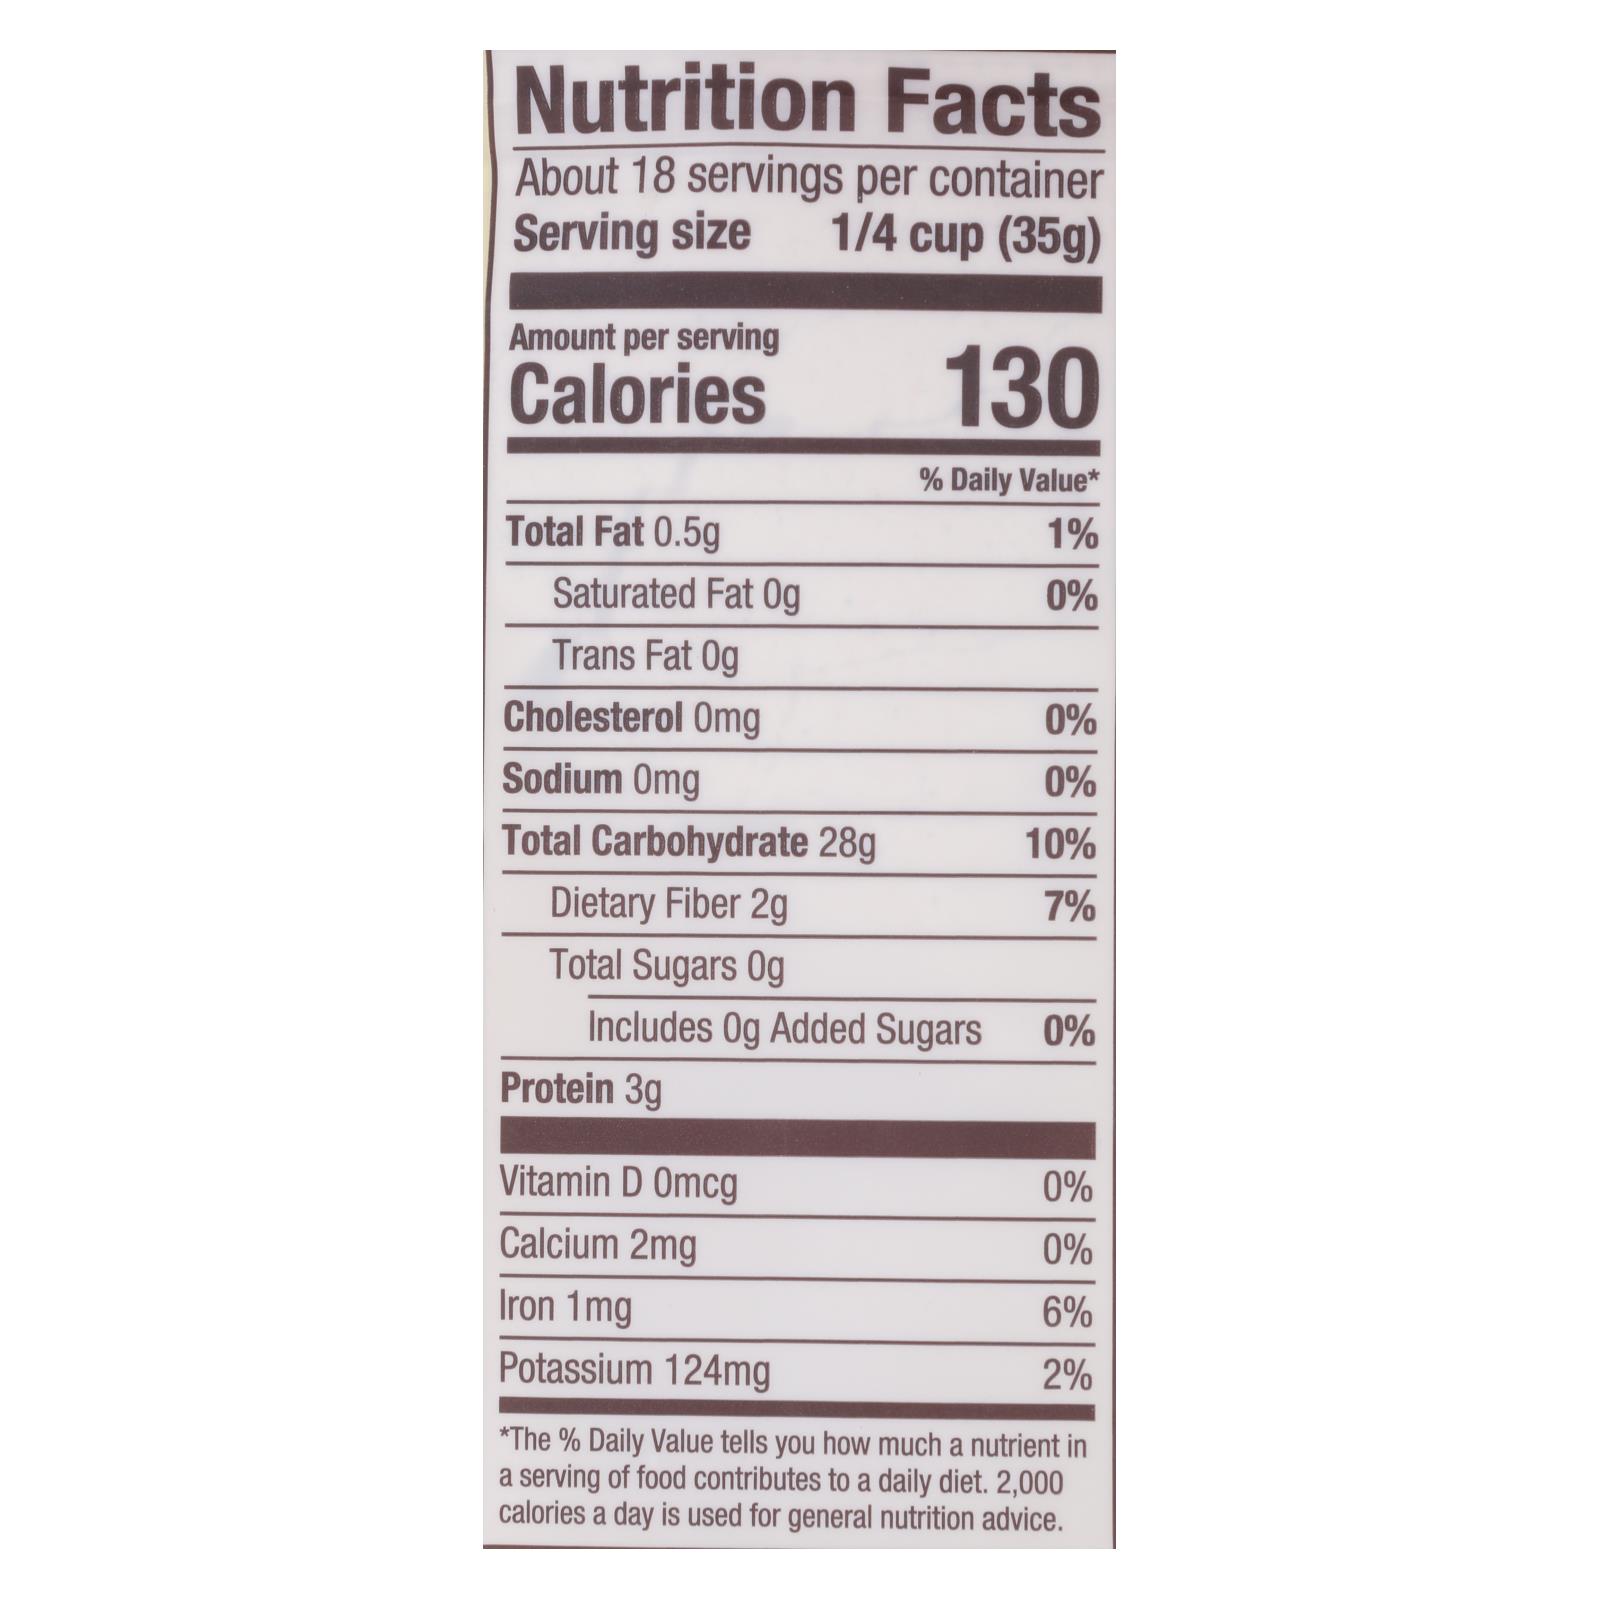 Nutrition Facts
About 18 servings per container
Serving size 1/4 cup (35g)
Amount per serving
Calories 130
% Daily Value*
Total Fat 0.5g 1%
Saturated Fat 0g 0%
Trans Fat 0g
Cholesterol 0mg 0%
Sodium 0mg 0%
Total Carbohydrate 28g 10%
Dietary Fiber 2g 7%
Total Sugars 0g
Includes 0g Added Sugars 0%
Protein 3g
Vitamin D 0mcg 0%
Calcium 2mg 0%
Iron 1mg 6%
Potassium 124mg 2%
*The % Daily Value tells you how much a nutrient in
a serving of food contributes to a daily diet. 2,000
calories a day is used for general nutrition advice.